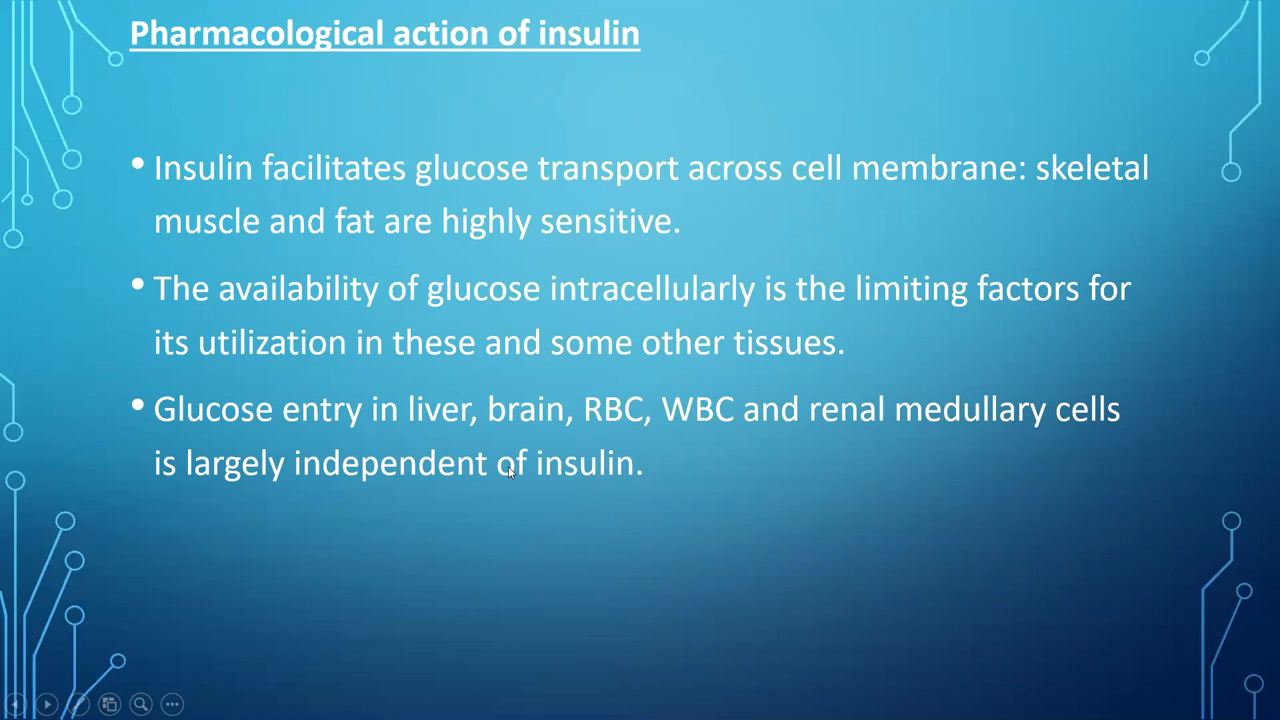 Pharmacological action of insulin
• Insulin facilitates glucose transport across cell membrane: skeletal
muscle and fat are highly sensitive.
• The availability of glucose intracellularly is the limiting factors for
its utilization in these and some other tissues.
• Glucose entry in liver, brain, RBC, WBC and renal medullary cells
is largely independent of insulin.